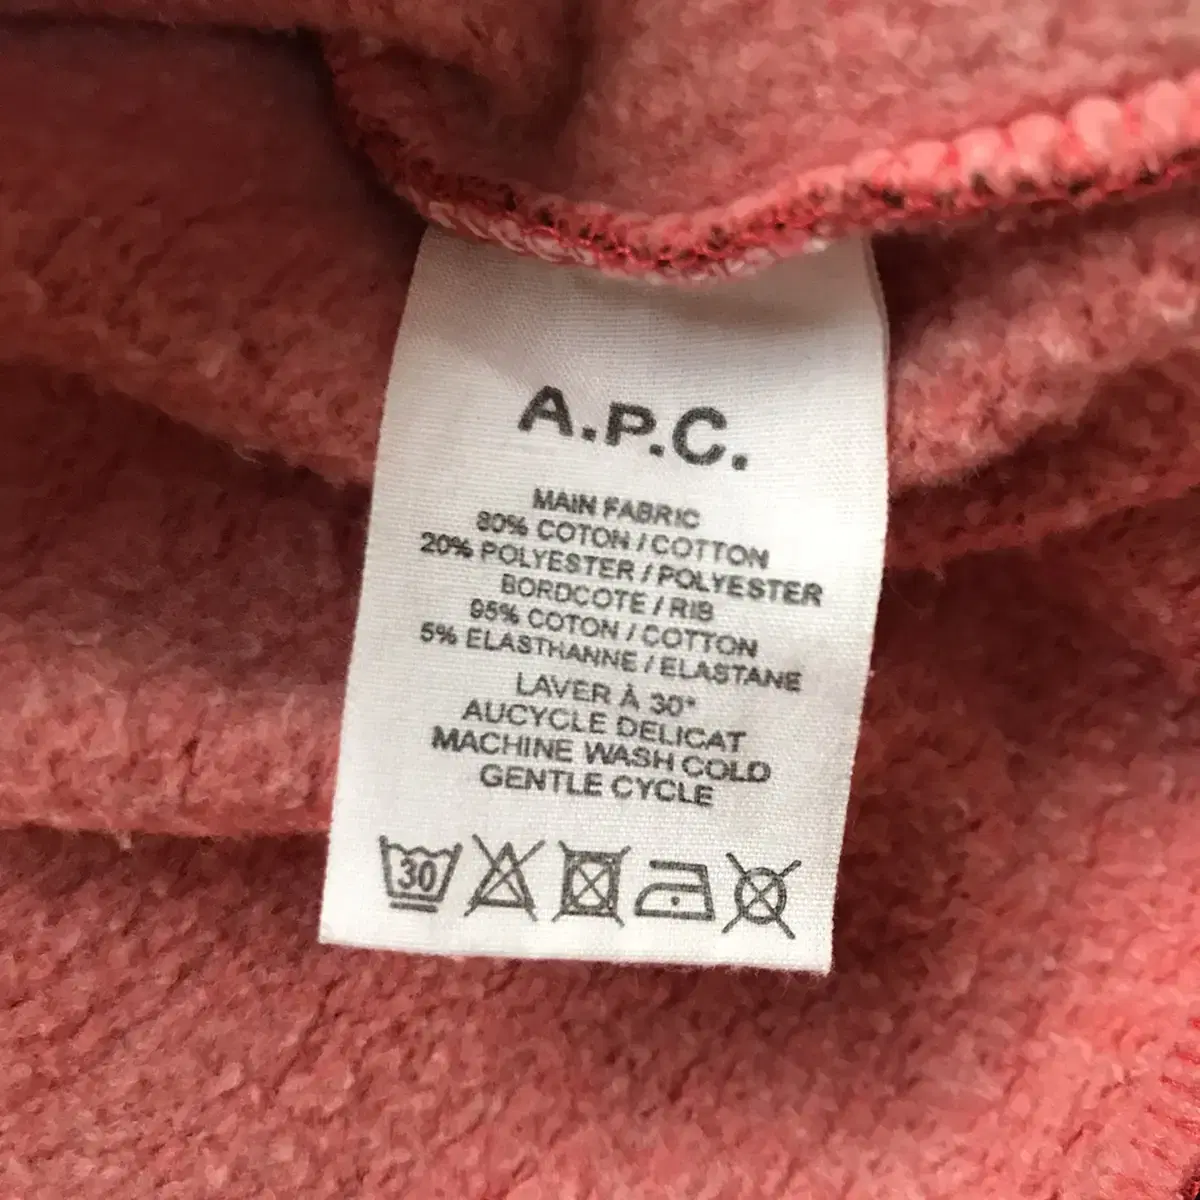 A.P.C.
MAIN FABRIC
80% COTON / COTTON
20% POLYESTER / POLYESTER
BORDCOTE / RIB
95% COTON / COTTON
5% ELASTHANNE / ELASTANE
LAVER À 30°
AUCYCLE DELICAT
MACHINE WASH COLD
GENTLE CYCLE
30